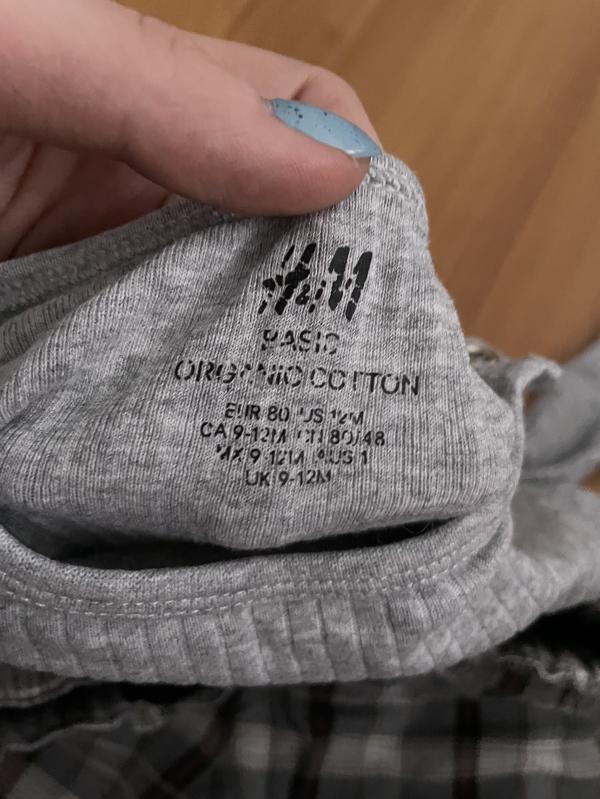 H&M
BASIC
ORGANIC COTTON
EUR 80 US 12M
CA 9-12M CN 80/48
MX 9-12M AUS 1
UK 9-12M